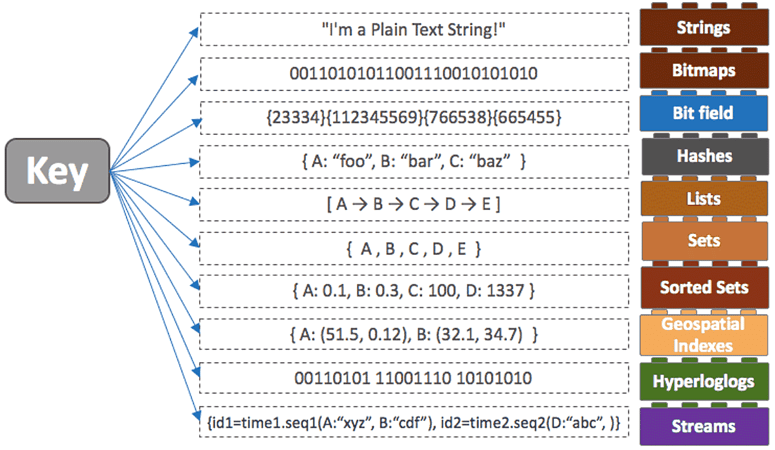 "I'm a Plain Text String!"
Strings
00110101011001110010101010
Bitmaps
{23334}{112345569}{766538}{665455}
Bit field
Key
{ A: “foo”, B: “bar”, C: “baz” }
Hashes
[ A → B → C → D → E ]
Lists
{ A , B , C , D , E }
Sets
{ A: 0.1, B: 0.3, C: 100, D: 1337 }
Sorted Sets
{ A: (51.5, 0.12), B: (32.1, 34.7) }
Geospatial
Indexes
00110101 11001110 10101010
Hyperloglogs
{id1=time1.seq1(A:“xyz”, B:“cdf”), id2=time2.seq2(D:“abc”, )}
Streams